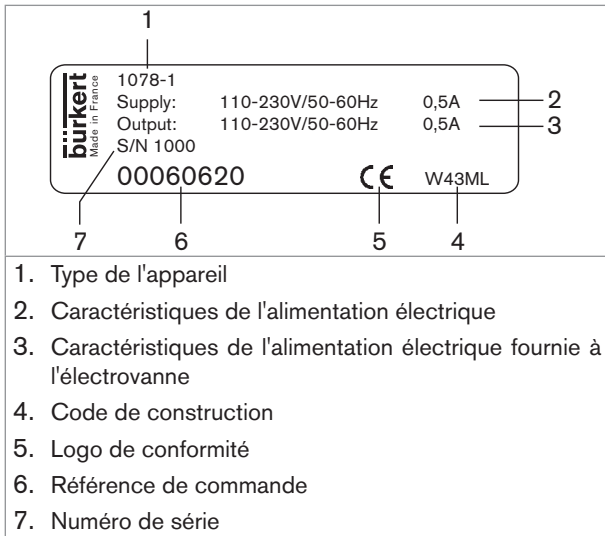 1
bürkert
Made in France
1078-1
Supply: 110-230V/50-60Hz 0,5A 2
Output: 110-230V/50-60Hz 0,5A 3
S/N 1000
00060620 CE W43ML
7 6 5 4
1. Type de l'appareil
2. Caractéristiques de l'alimentation électrique
3. Caractéristiques de l'alimentation électrique fournie à
l'électrovanne
4. Code de construction
5. Logo de conformité
6. Référence de commande
7. Numéro de série